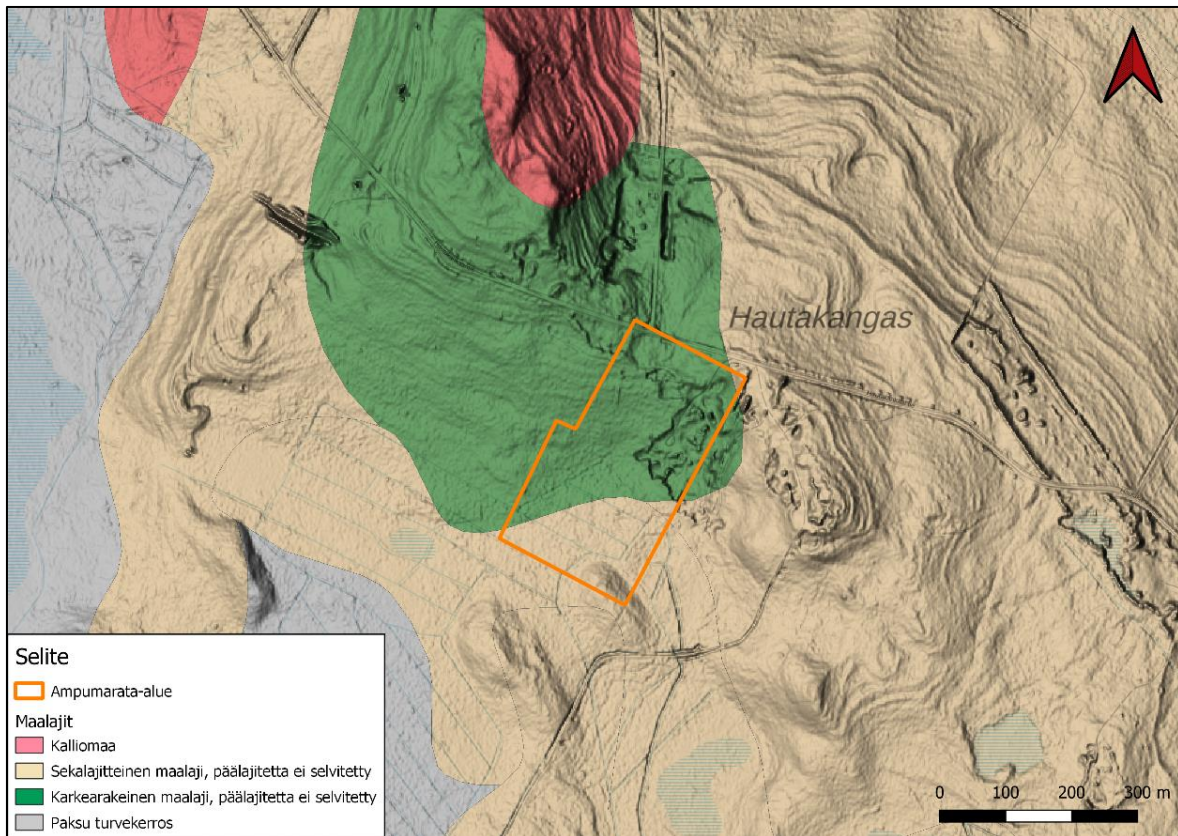 Hautakangas
Selite
Ampumarata-alue
Maalajit
Kalliomaa
Sekalajitteinen maalaji, päälajitetta ei selvitetty
Karkearakeinen maalaji, päälajitetta ei selvitetty
Paksu turvekerros
0 100 200 300 m